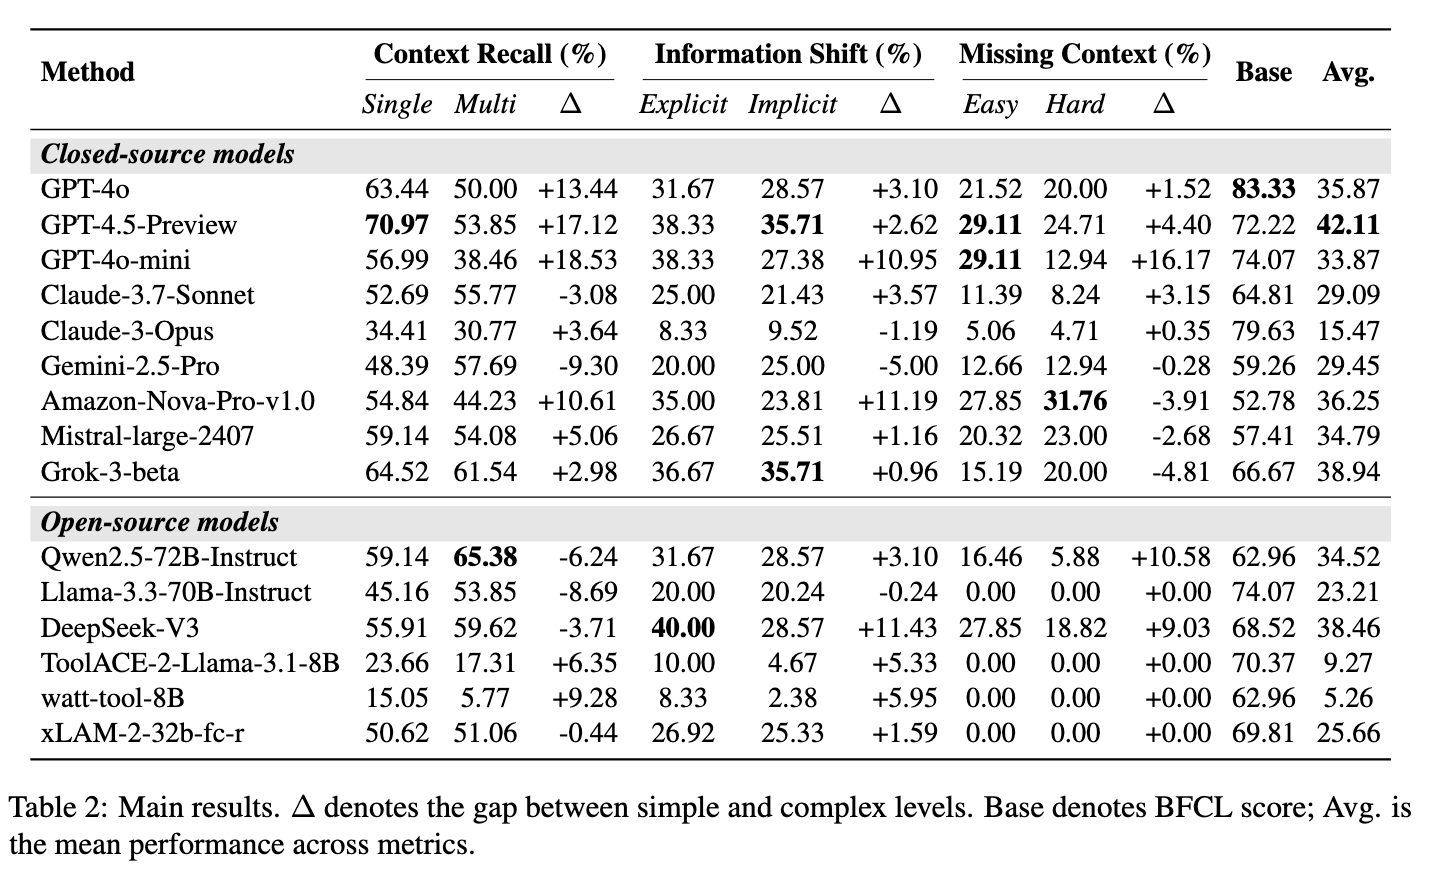 Method Context Recall (%) Information Shift (%) Missing Context (%) Base Avg.
Single Multi Δ Explicit Implicit Δ Easy Hard Δ
Closed-source models
GPT-4o 63.44 50.00 +13.44 31.67 28.57 +3.10 21.52 20.00 +1.52 83.33 35.87
GPT-4.5-Preview 70.97 53.85 +17.12 38.33 35.71 +2.62 29.11 24.71 +4.40 72.22 42.11
GPT-4o-mini 56.99 38.46 +18.53 38.33 27.38 +10.95 29.11 12.94 +16.17 74.07 33.87
Claude-3.7-Sonnet 52.69 55.77 -3.08 25.00 21.43 +3.57 11.39 8.24 +3.15 64.81 29.09
Claude-3-Opus 34.41 30.77 +3.64 8.33 9.52 -1.19 5.06 4.71 +0.35 79.63 15.47
Gemini-2.5-Pro 48.39 57.69 -9.30 20.00 25.00 -5.00 12.66 12.94 -0.28 59.26 29.45
Amazon-Nova-Pro-v1.0 54.84 44.23 +10.61 35.00 23.81 +11.19 27.85 31.76 -3.91 52.78 36.25
Mistral-large-2407 59.14 54.08 +5.06 26.67 25.51 +1.16 20.32 23.00 -2.68 57.41 34.79
Grok-3-beta 64.52 61.54 +2.98 36.67 35.71 +0.96 15.19 20.00 -4.81 66.67 38.94
Open-source models
Qwen2.5-72B-Instruct 59.14 65.38 -6.24 31.67 28.57 +3.10 16.46 5.88 +10.58 62.96 34.52
Llama-3.3-70B-Instruct 45.16 53.85 -8.69 20.00 20.24 -0.24 0.00 0.00 +0.00 74.07 23.21
DeepSeek-V3 55.91 59.62 -3.71 40.00 28.57 +11.43 27.85 18.82 +9.03 68.52 38.46
ToolACE-2-Llama-3.1-8B 23.66 17.31 +6.35 10.00 4.67 +5.33 0.00 0.00 +0.00 70.37 9.27
watt-tool-8B 15.05 5.77 +9.28 8.33 2.38 +5.95 0.00 0.00 +0.00 62.96 5.26
xLAM-2-32b-fc-r 50.62 51.06 -0.44 26.92 25.33 +1.59 0.00 0.00 +0.00 69.81 25.66
Table 2: Main results. Δ denotes the gap between simple and complex levels. Base denotes BFCL score; Avg. is
the mean performance across metrics.